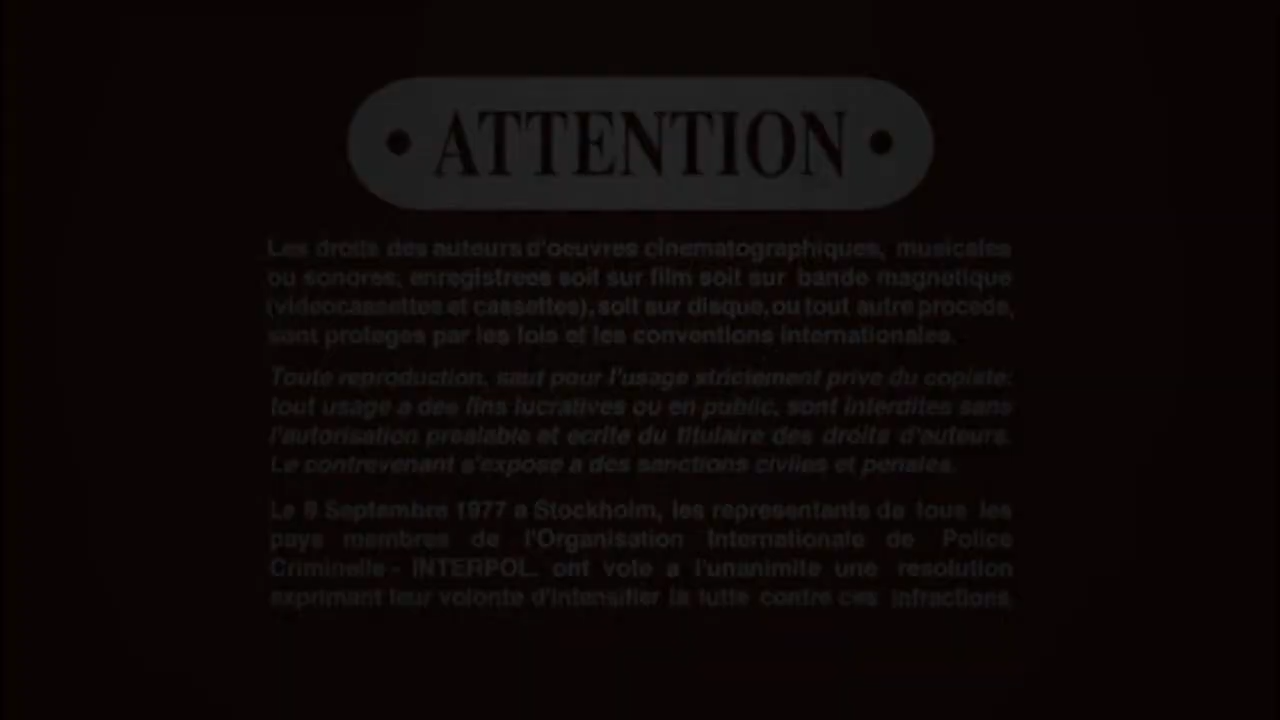 • ATTENTION •
Les droits des auteurs d'oeuvres cinematographiques, musicales
ou sonores, enregistrees soit sur film soit sur bande magnetique
(videocassettes et cassettes), soit sur disque, ou tout autre procede,
sont proteges par les lois et les conventions internationales.
Toute reproduction, sauf pour l'usage strictement prive du copiste;
tout usage a des fins lucratives ou en public, sont interdites sans
l'autorisation prealable et ecrite du titulaire des droits d'auteurs.
Le contrevenant s'expose a des sanctions civiles et penales.
Le 8 Septembre 1977 a Stockholm, les representants de tous les
pays membres de l'Organisation Internationale de Police
Criminelle - INTERPOL. ont vote a l'unanimite une resolution
exprimant leur volonte d'intensifier la lutte contre ces infractions.